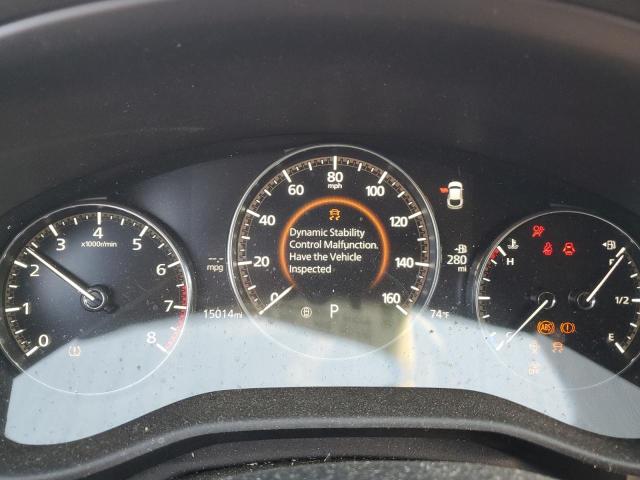 0
1
2
3
4
5
6
7
8
x1000r/min
--.-
mpg
15014mi
0
20
40
60
80
100
120
140
160
mph
Dynamic Stability
Control Malfunction.
Have the Vehicle
Inspected
P
280
mi
74°F
H
F
1/2
E
ABS